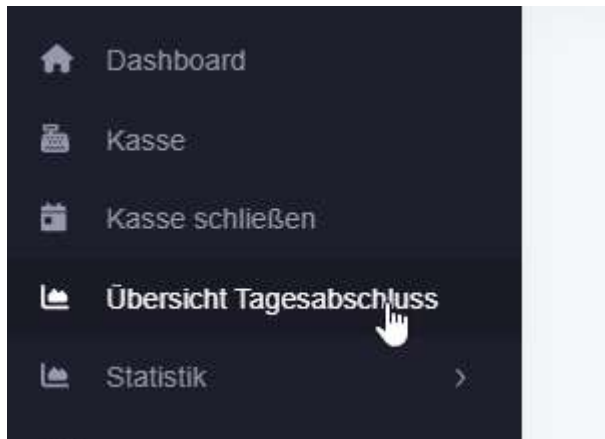 Dashboard
Kasse
Kasse schließen
Übersicht Tagesabschluss
Statistik